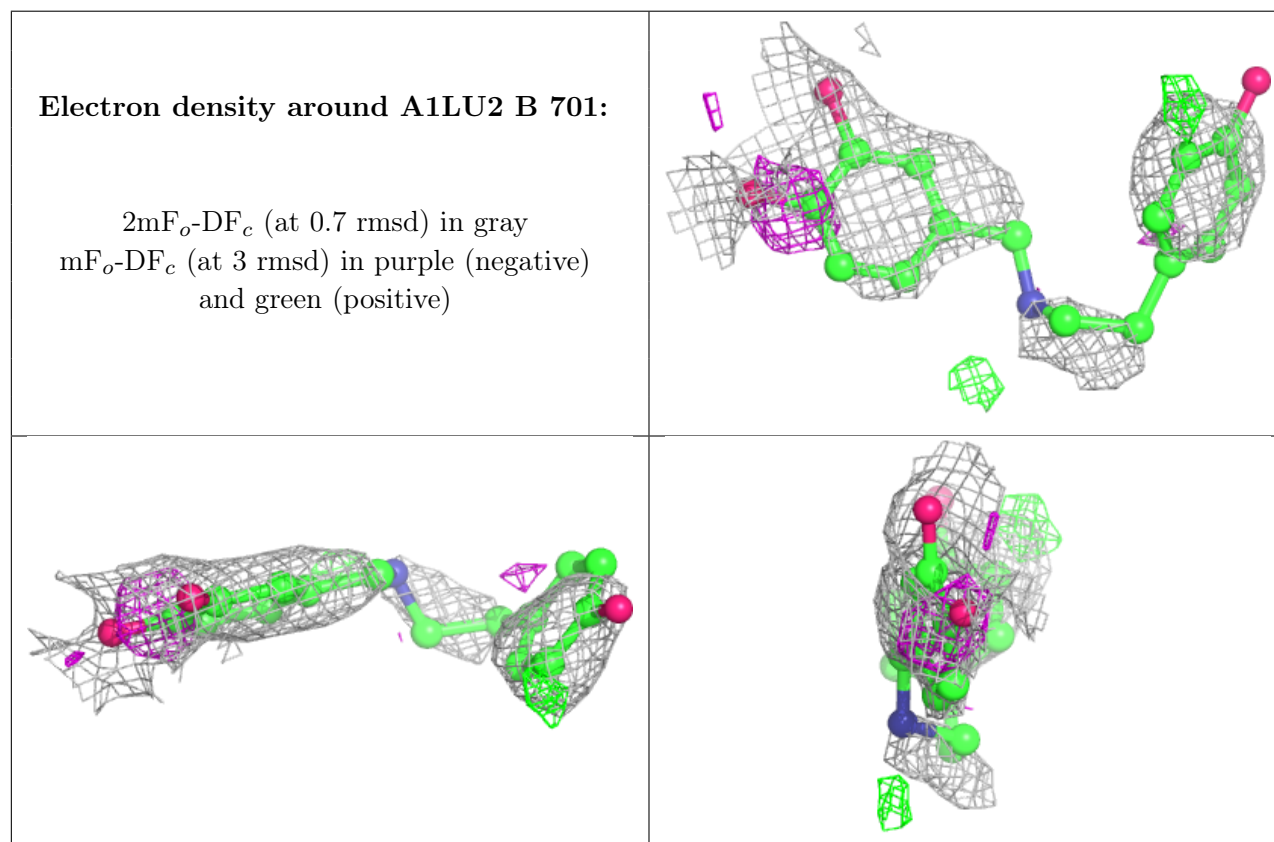 Electron density around A1LU2 B 701:
2mFₒ-DF𝒸 (at 0.7 rmsd) in gray
mFₒ-DF𝒸 (at 3 rmsd) in purple (negative)
and green (positive)